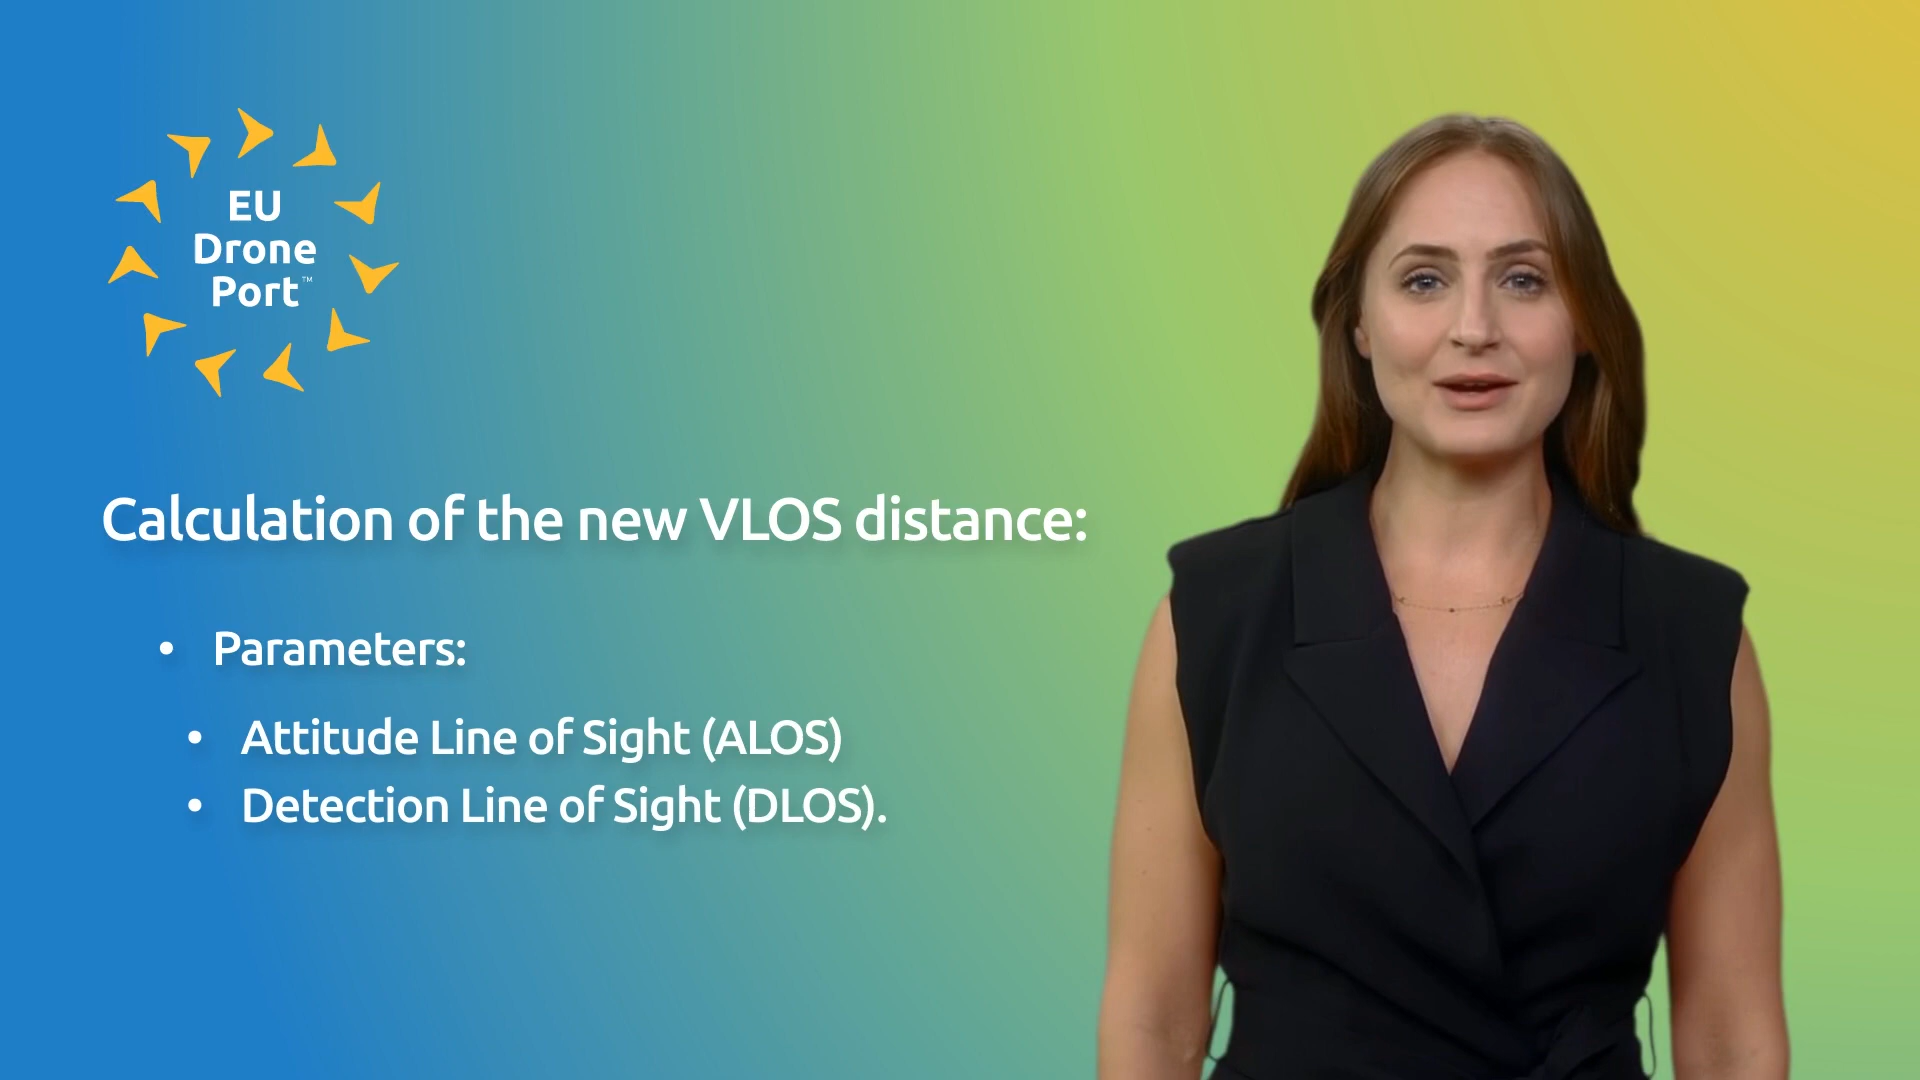 EU
Drone
Port™
Calculation of the new VLOS distance:
• Parameters:
• Attitude Line of Sight (ALOS)
• Detection Line of Sight (DLOS).